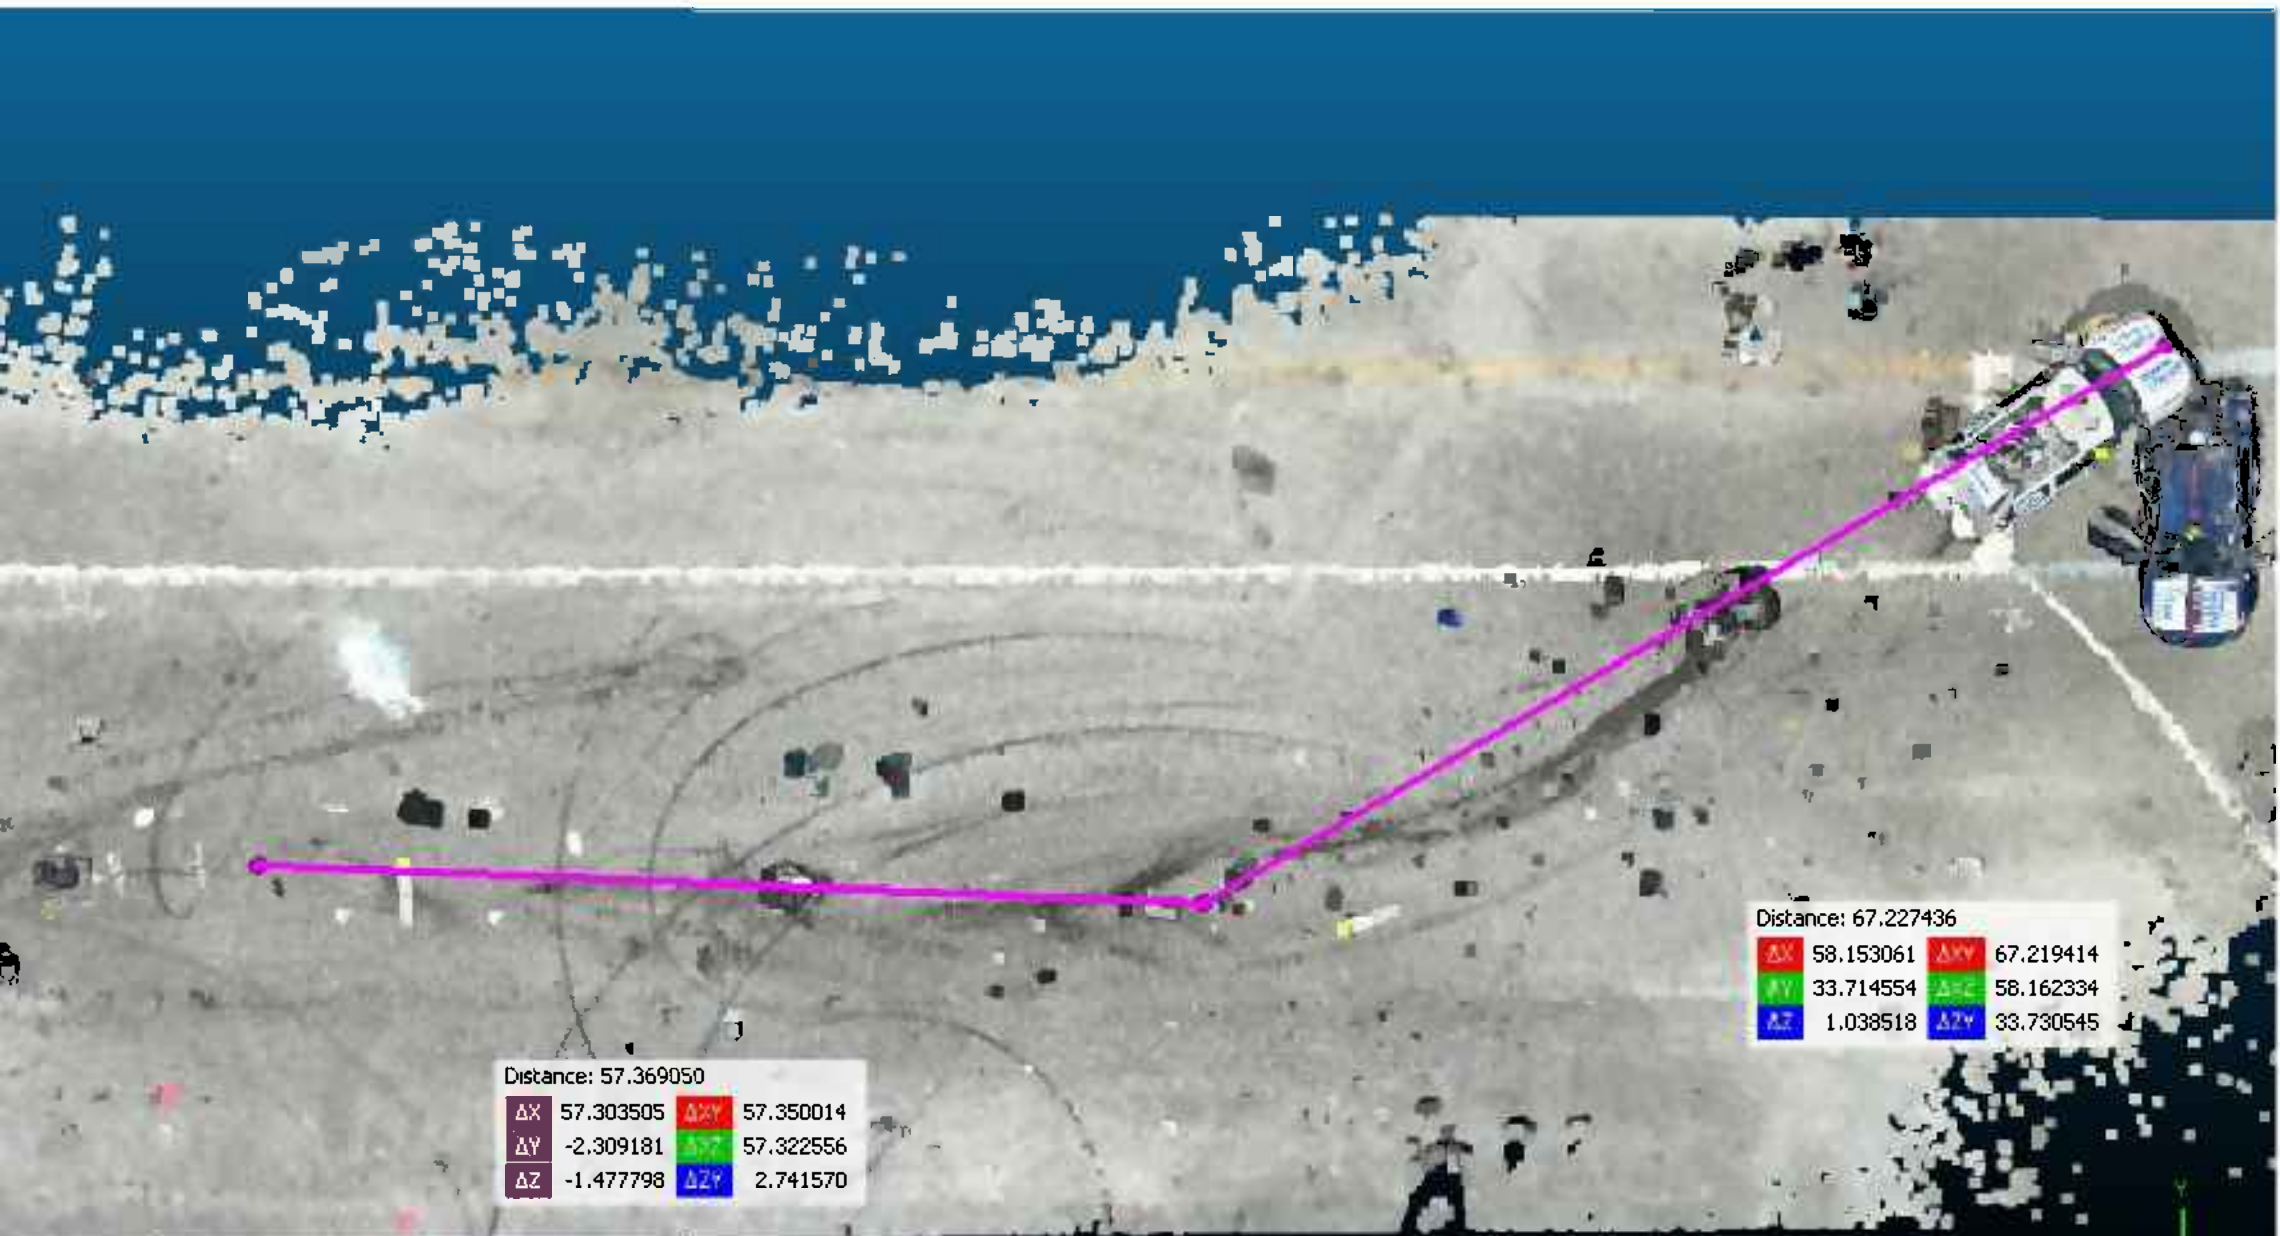 Distance: 67.227436
ΔX 58.153061 ΔXY 67.219414
ΔY 33.714554 ΔXZ 58.162334
ΔZ 1.038518 ΔZY 33.730545
Distance: 57.369050
ΔX 57.303505 ΔXY 57.350014
ΔY -2.309181 ΔXZ 57.322556
ΔZ -1.477798 ΔZY 2.741570
Y